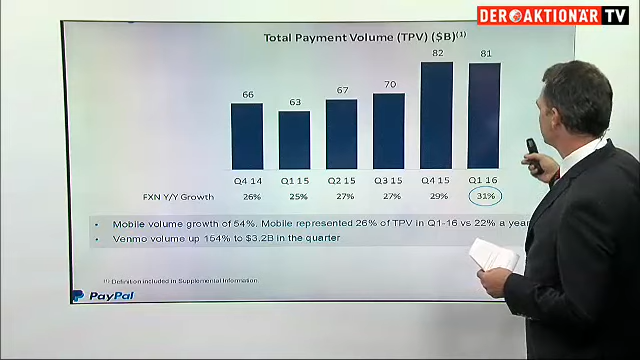 DER AKTIONÄR TV
Total Payment Volume (TPV) ($B)(1)
66
63
67
70
82
81
Q4 14 Q1 15 Q2 15 Q3 15 Q4 15 Q1 16
FXN Y/Y Growth 26% 25% 27% 27% 29% 31%
• Mobile volume growth of 54%. Mobile represented 26% of TPV in Q1-16 vs 22% a year
• Venmo volume up 154% to $3.2B in the quarter
(1) Definition included in Supplemental Information.
PayPal